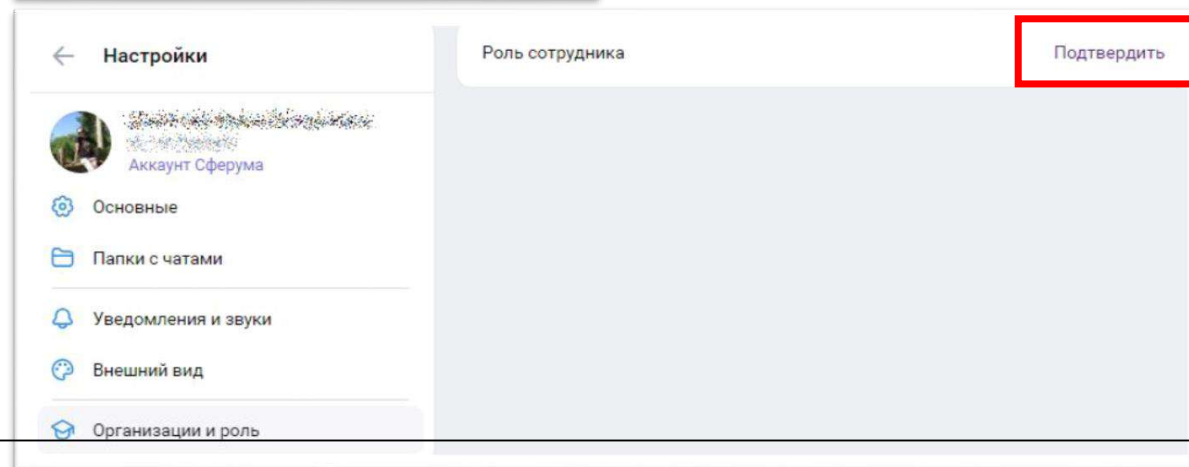 Настройки
Роль сотрудника
Подтвердить
Аккаунт Сферума
Основные
Папки с чатами
Уведомления и звуки
Внешний вид
Организации и роль